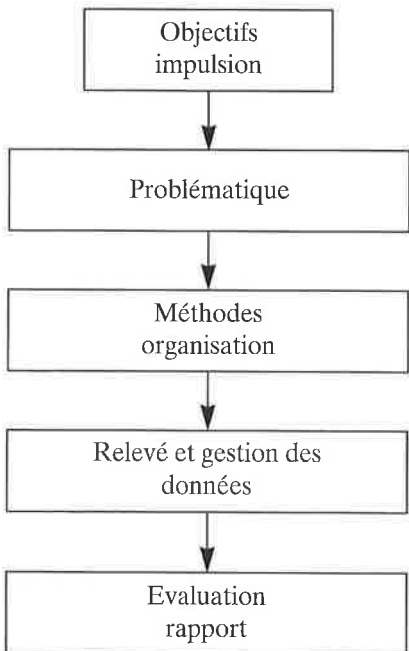 Objectifs
impulsion
Problématique
Méthodes
organisation
Relevé et gestion des
données
Evaluation
rapport